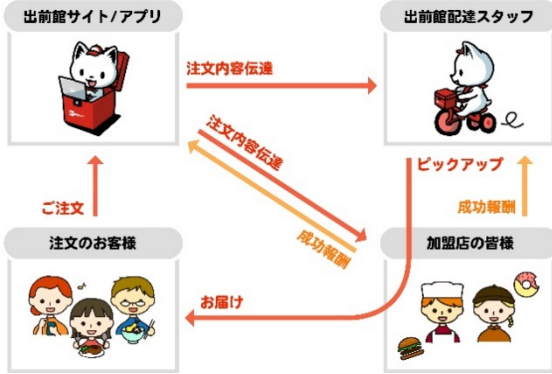 出前館サイト/アプリ
出前館配達スタッフ
注文内容伝達
注文内容伝達
成功報酬
ピックアップ
成功報酬
ご注文
注文のお客様
加盟店の皆様
お届け